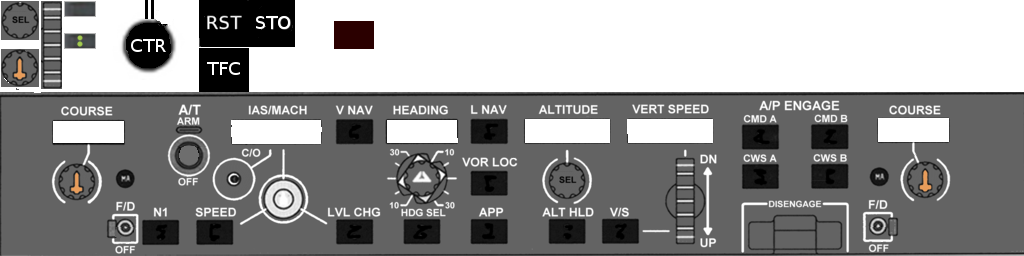 SEL
CTR
RST STO
TFC
COURSE
A/T
ARM
OFF
IAS/MACH
C/O
V NAV
HEADING
L NAV
ALTITUDE
VERT SPEED
A/P ENGAGE
CMD A CMD B
CWS A CWS B
COURSE
30 10
10 30
VOR LOC
SEL
DN
UP
MA
MA
F/D
OFF
N1
SPEED
LVL CHG
HDG SEL
APP
ALT HLD
V/S
DISENGAGE
F/D
OFF